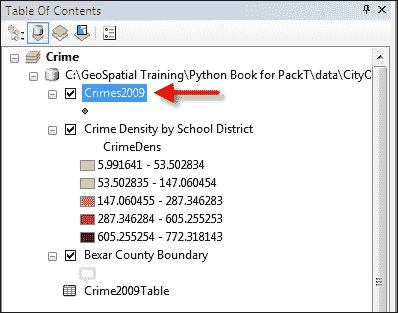 Table Of Contents
Crime
C:\GeoSpatial Training\Python Book for PackT\data\CityO
Crimes2009
Crime Density by School District
CrimeDens
5.991641 - 53.502834
53.502835 - 147.060454
147.060455 - 287.346283
287.346284 - 605.255253
605.255254 - 772.318143
Bexar County Boundary
Crime2009Table